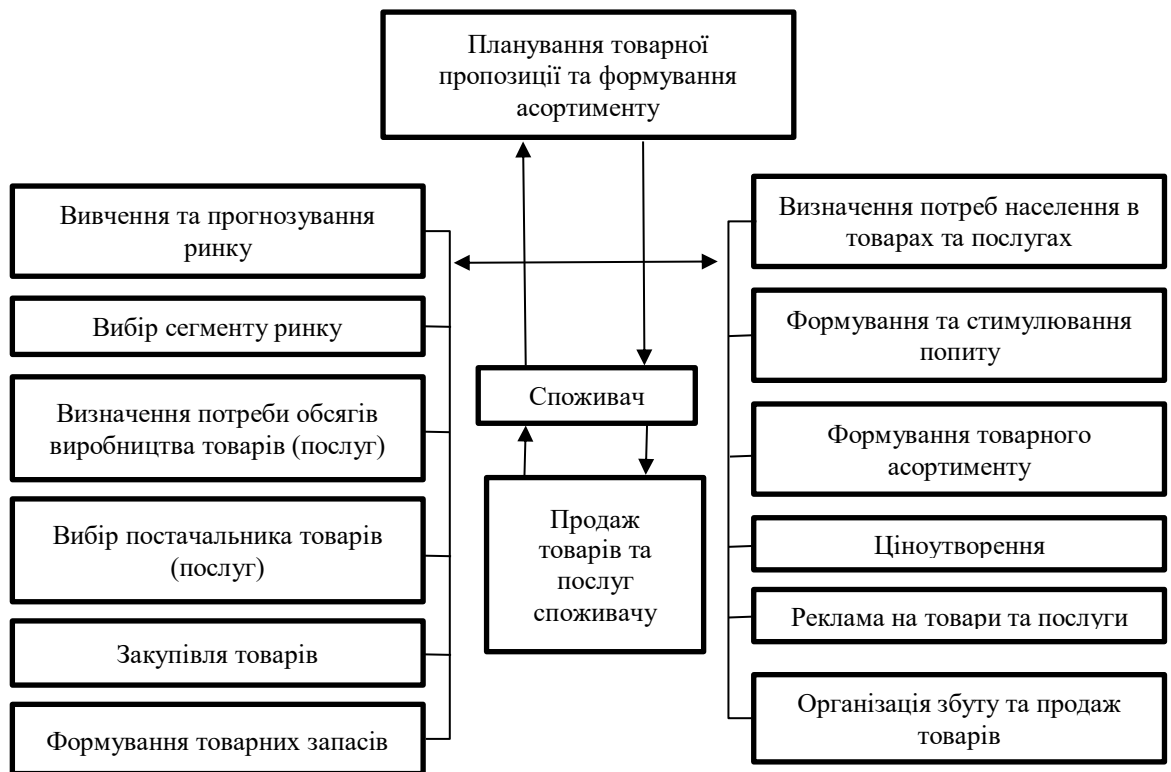 Планування товарної
пропозиції та формування
асортименту
Вивчення та прогнозування
ринку
Вибір сегменту ринку
Визначення потреби обсягів
виробництва товарів (послуг)
Вибір постачальника товарів
(послуг)
Закупівля товарів
Формування товарних запасів
Споживач
Продаж
товарів та
послуг
споживачу
Визначення потреб населення в
товарах та послугах
Формування та стимулювання
попиту
Формування товарного
асортименту
Ціноутворення
Реклама на товари та послуги
Організація збуту та продаж
товарів